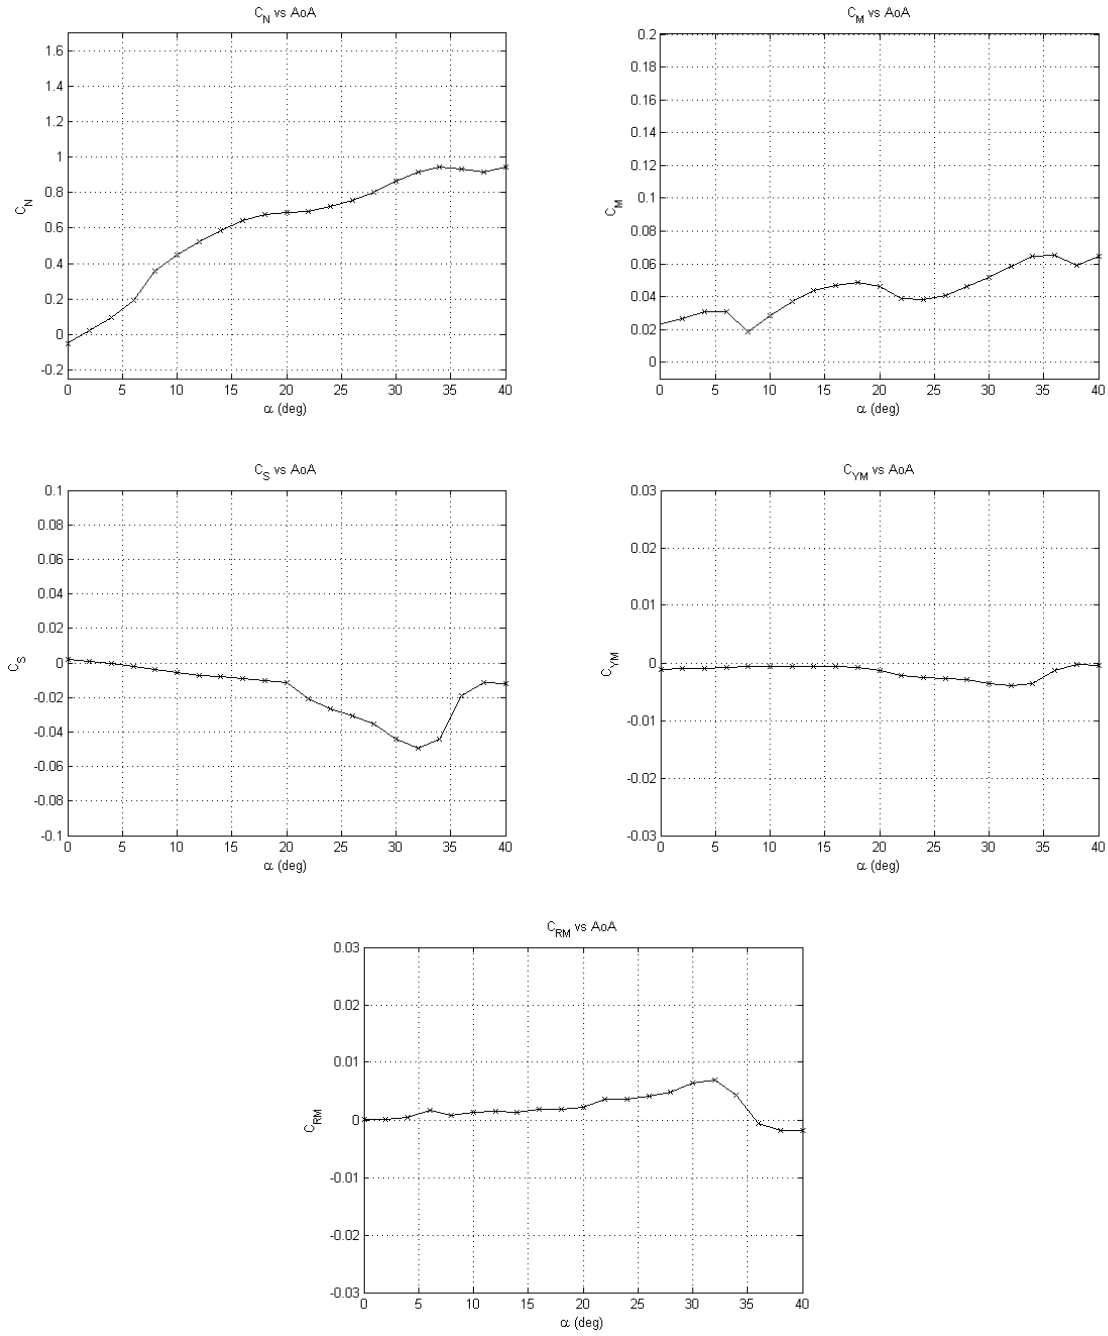 C_N vs AoA
1.6
1.4
1.2
1
0.8
0.6
0.4
0.2
0
-0.2
C_N
0 5 10 15 20 25 30 35 40
α (deg)
C_M vs AoA
0.2
0.18
0.16
0.14
0.12
0.1
0.08
0.06
0.04
0.02
0
C_M
0 5 10 15 20 25 30 35 40
α (deg)
C_S vs AoA
0.1
0.08
0.06
0.04
0.02
0
-0.02
-0.04
-0.06
-0.08
-0.1
C_S
0 5 10 15 20 25 30 35 40
α (deg)
C_YM vs AoA
0.03
0.02
0.01
0
-0.01
-0.02
-0.03
C_YM
0 5 10 15 20 25 30 35 40
α (deg)
C_RM vs AoA
0.03
0.02
0.01
0
-0.01
-0.02
-0.03
C_RM
0 5 10 15 20 25 30 35 40
α (deg)